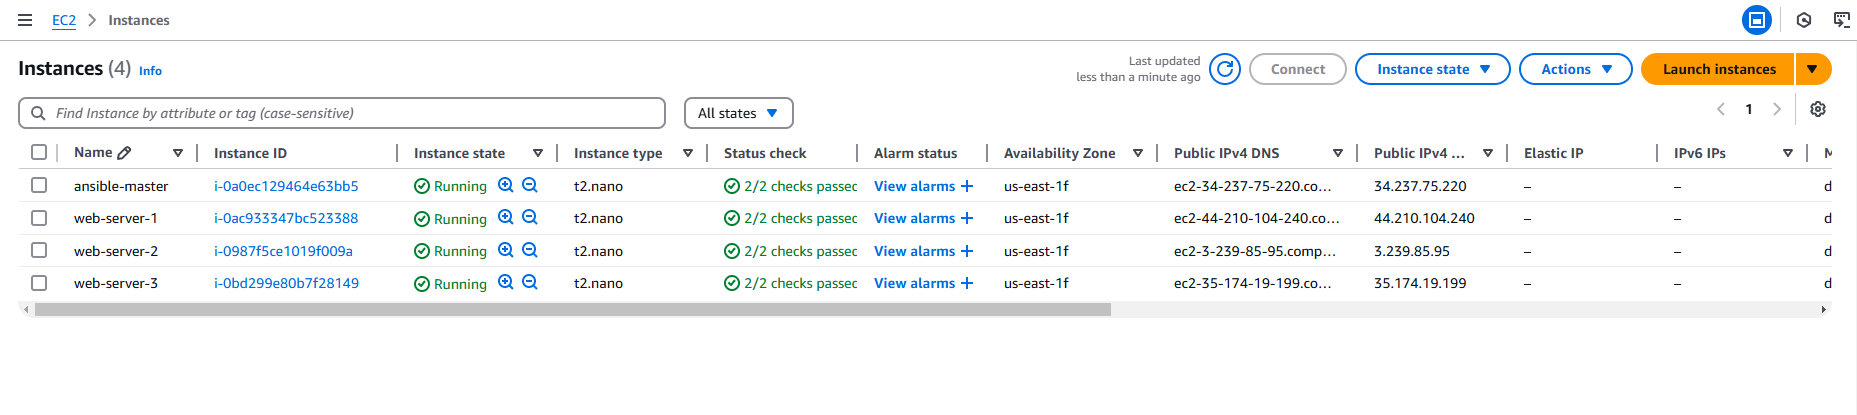 EC2 > Instances
Instances (4) Info
Last updated
less than a minute ago
Connect
Instance state
Actions
Launch instances
Find Instance by attribute or tag (case-sensitive)
All states
1
Name Instance ID Instance state Instance type Status check Alarm status Availability Zone Public IPv4 DNS Public IPv4 ... Elastic IP IPv6 IPs M
ansible-master i-0a0ec129464e63bb5 Running t2.nano 2/2 checks passed View alarms + us-east-1f ec2-34-237-75-220.co... 34.237.75.220 – – d
web-server-1 i-0ac933347bc523388 Running t2.nano 2/2 checks passed View alarms + us-east-1f ec2-44-210-104-240.co... 44.210.104.240 – – d
web-server-2 i-0987f5ce1019f009a Running t2.nano 2/2 checks passed View alarms + us-east-1f ec2-3-239-85-95.comp... 3.239.85.95 – – d
web-server-3 i-0bd299e80b7f28149 Running t2.nano 2/2 checks passed View alarms + us-east-1f ec2-35-174-19-199.co... 35.174.19.199 – – d